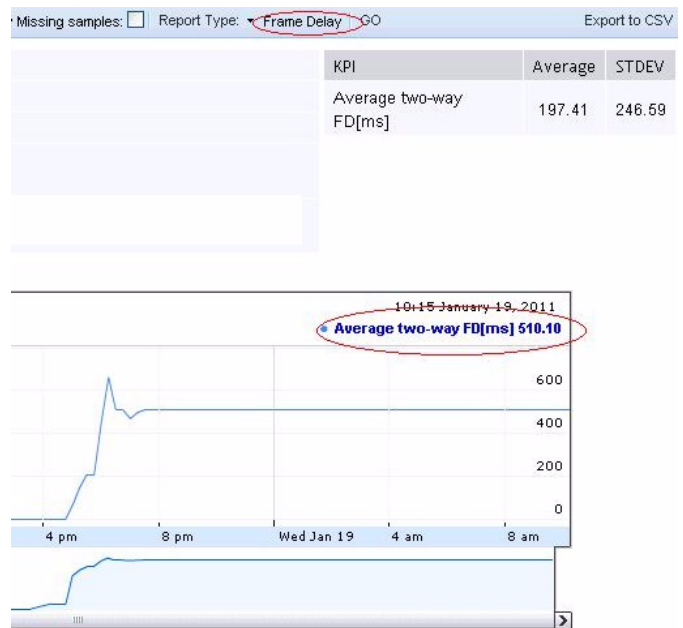 Missing samples: Report Type: Frame Delay GO Export to CSV
KPI Average STDEV
Average two-way
FD[ms] 197.41 246.59
10:15 January 19, 2011
Average two-way FD[ms] 510.10
600
400
200
0
4 pm 8 pm Wed Jan 19 4 am 8 am